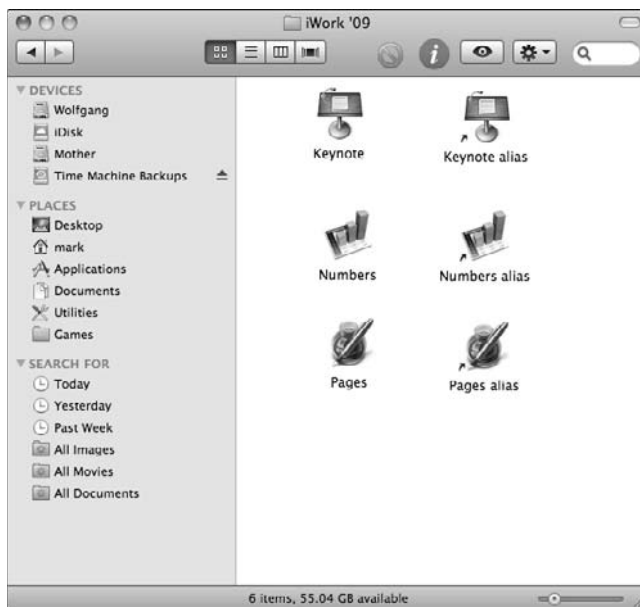 iWork '09
DEVICES
Wolfgang
iDisk
Mother
Time Machine Backups
PLACES
Desktop
mark
Applications
Documents
Utilities
Games
SEARCH FOR
Today
Yesterday
Past Week
All Images
All Movies
All Documents
Keynote
Keynote alias
Numbers
Numbers alias
Pages
Pages alias
6 items, 55.04 GB available